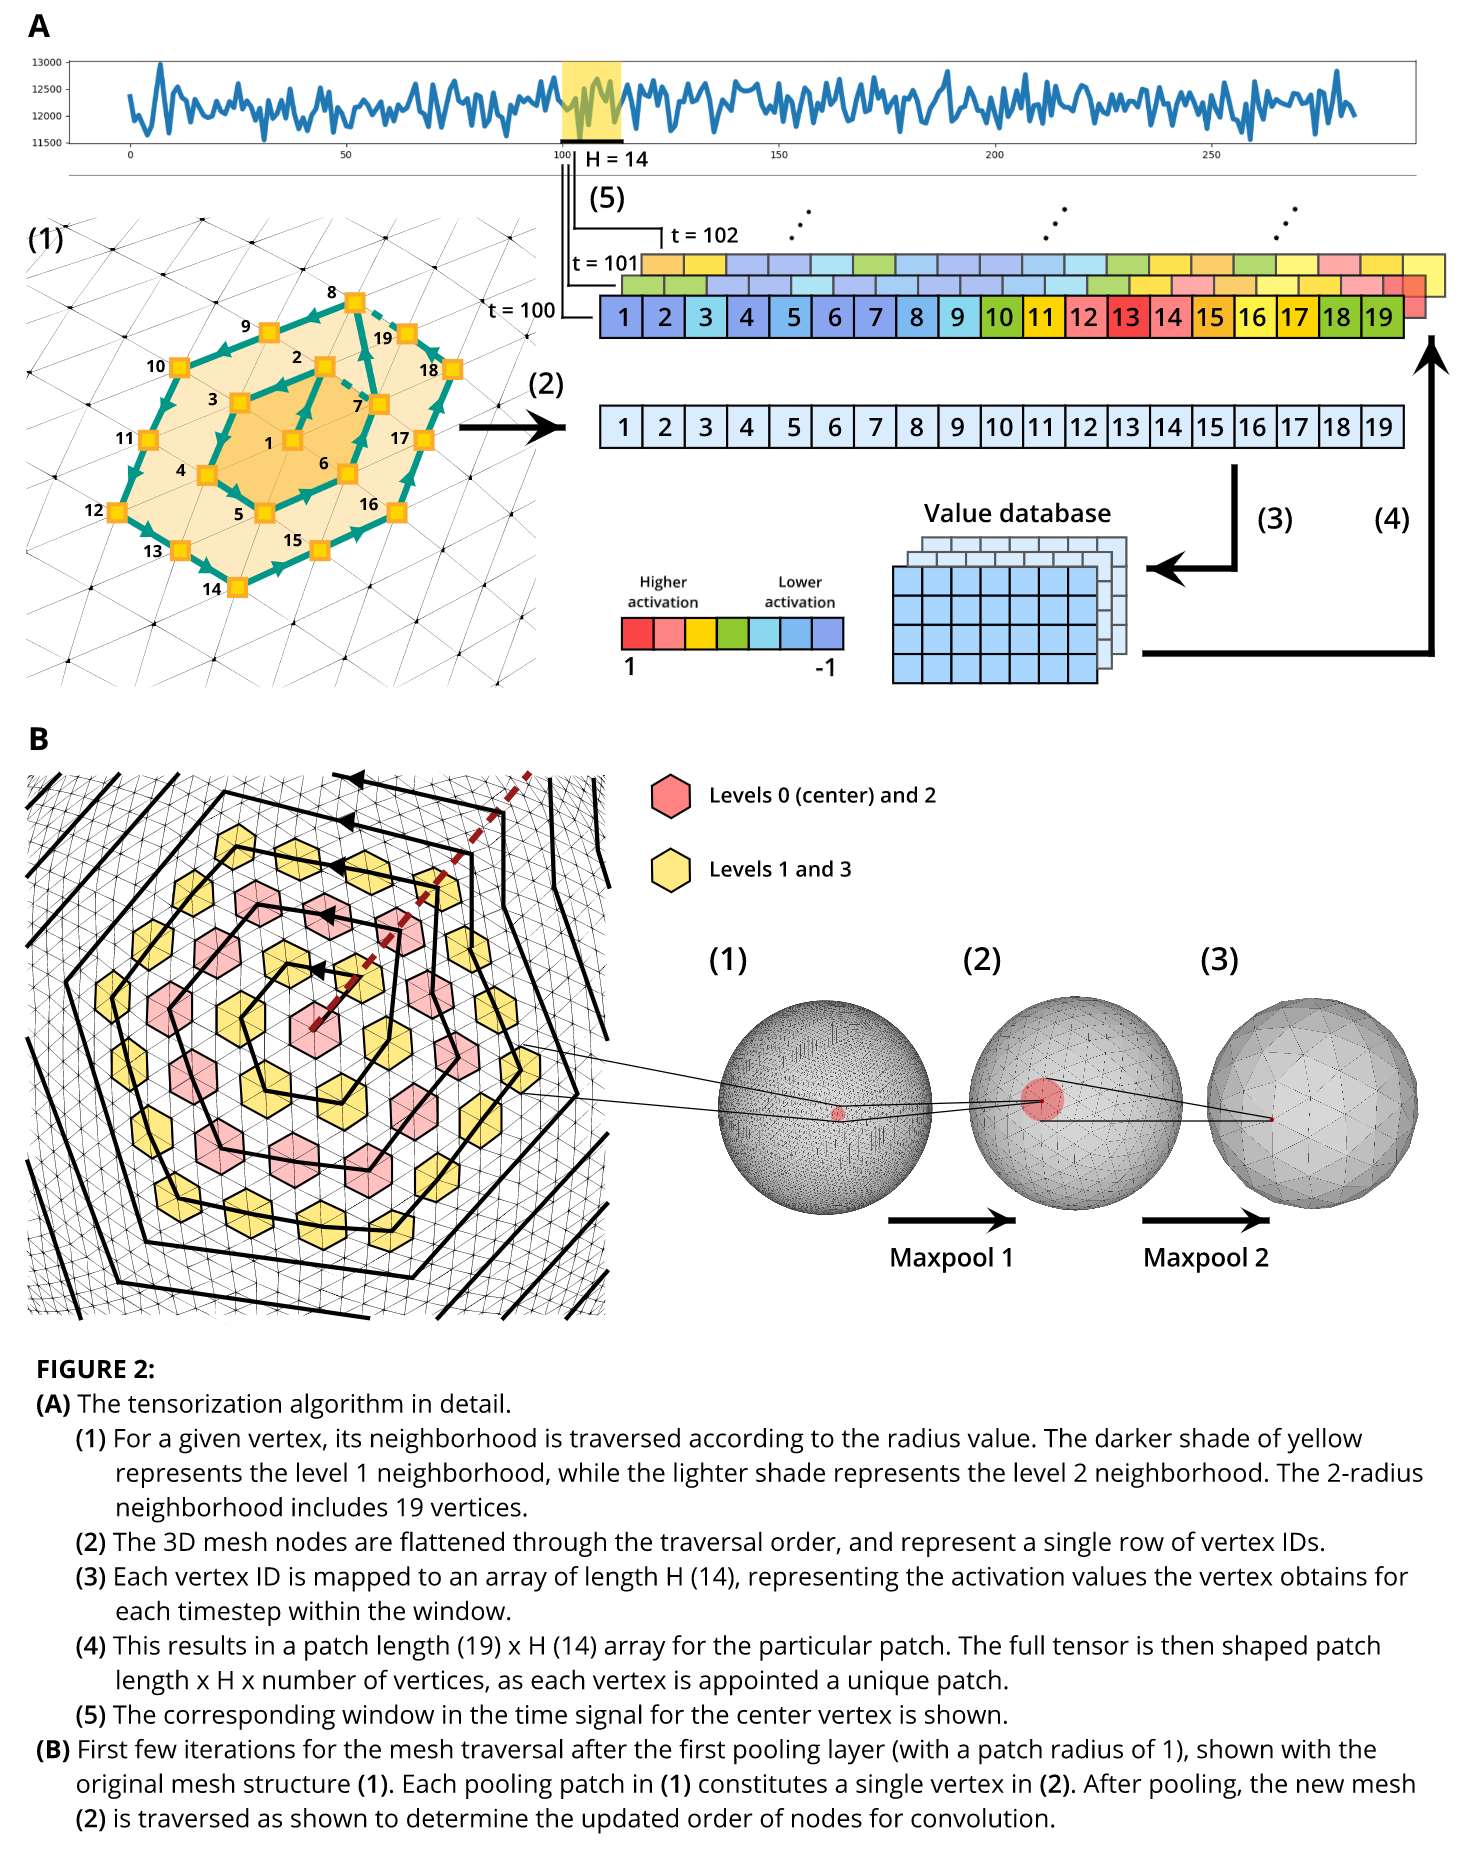 A
13000
12500
12000
11500
0 50 100 150 200 250
H = 14
(5)
(1)
t = 102
t = 101
t = 100
1 2 3 4 5 6 7 8 9 10 11 12 13 14 15 16 17 18 19
8
9
19
2
10
18
3
7
11
1
17
4
6
12
5
16
13
15
14
(2)
1 2 3 4 5 6 7 8 9 10 11 12 13 14 15 16 17 18 19
(3) (4)
Value database
Higher
activation
Lower
activation
1 -1
B
Levels 0 (center) and 2
Levels 1 and 3
(1) (2) (3)
Maxpool 1 Maxpool 2
FIGURE 2:
(A) The tensorization algorithm in detail.
(1) For a given vertex, its neighborhood is traversed according to the radius value. The darker shade of yellow
represents the level 1 neighborhood, while the lighter shade represents the level 2 neighborhood. The 2-radius
neighborhood includes 19 vertices.
(2) The 3D mesh nodes are flattened through the traversal order, and represent a single row of vertex IDs.
(3) Each vertex ID is mapped to an array of length H (14), representing the activation values the vertex obtains for
each timestep within the window.
(4) This results in a patch length (19) x H (14) array for the particular patch. The full tensor is then shaped patch
length x H x number of vertices, as each vertex is appointed a unique patch.
(5) The corresponding window in the time signal for the center vertex is shown.
(B) First few iterations for the mesh traversal after the first pooling layer (with a patch radius of 1), shown with the
original mesh structure (1). Each pooling patch in (1) constitutes a single vertex in (2). After pooling, the new mesh
(2) is traversed as shown to determine the updated order of nodes for convolution.